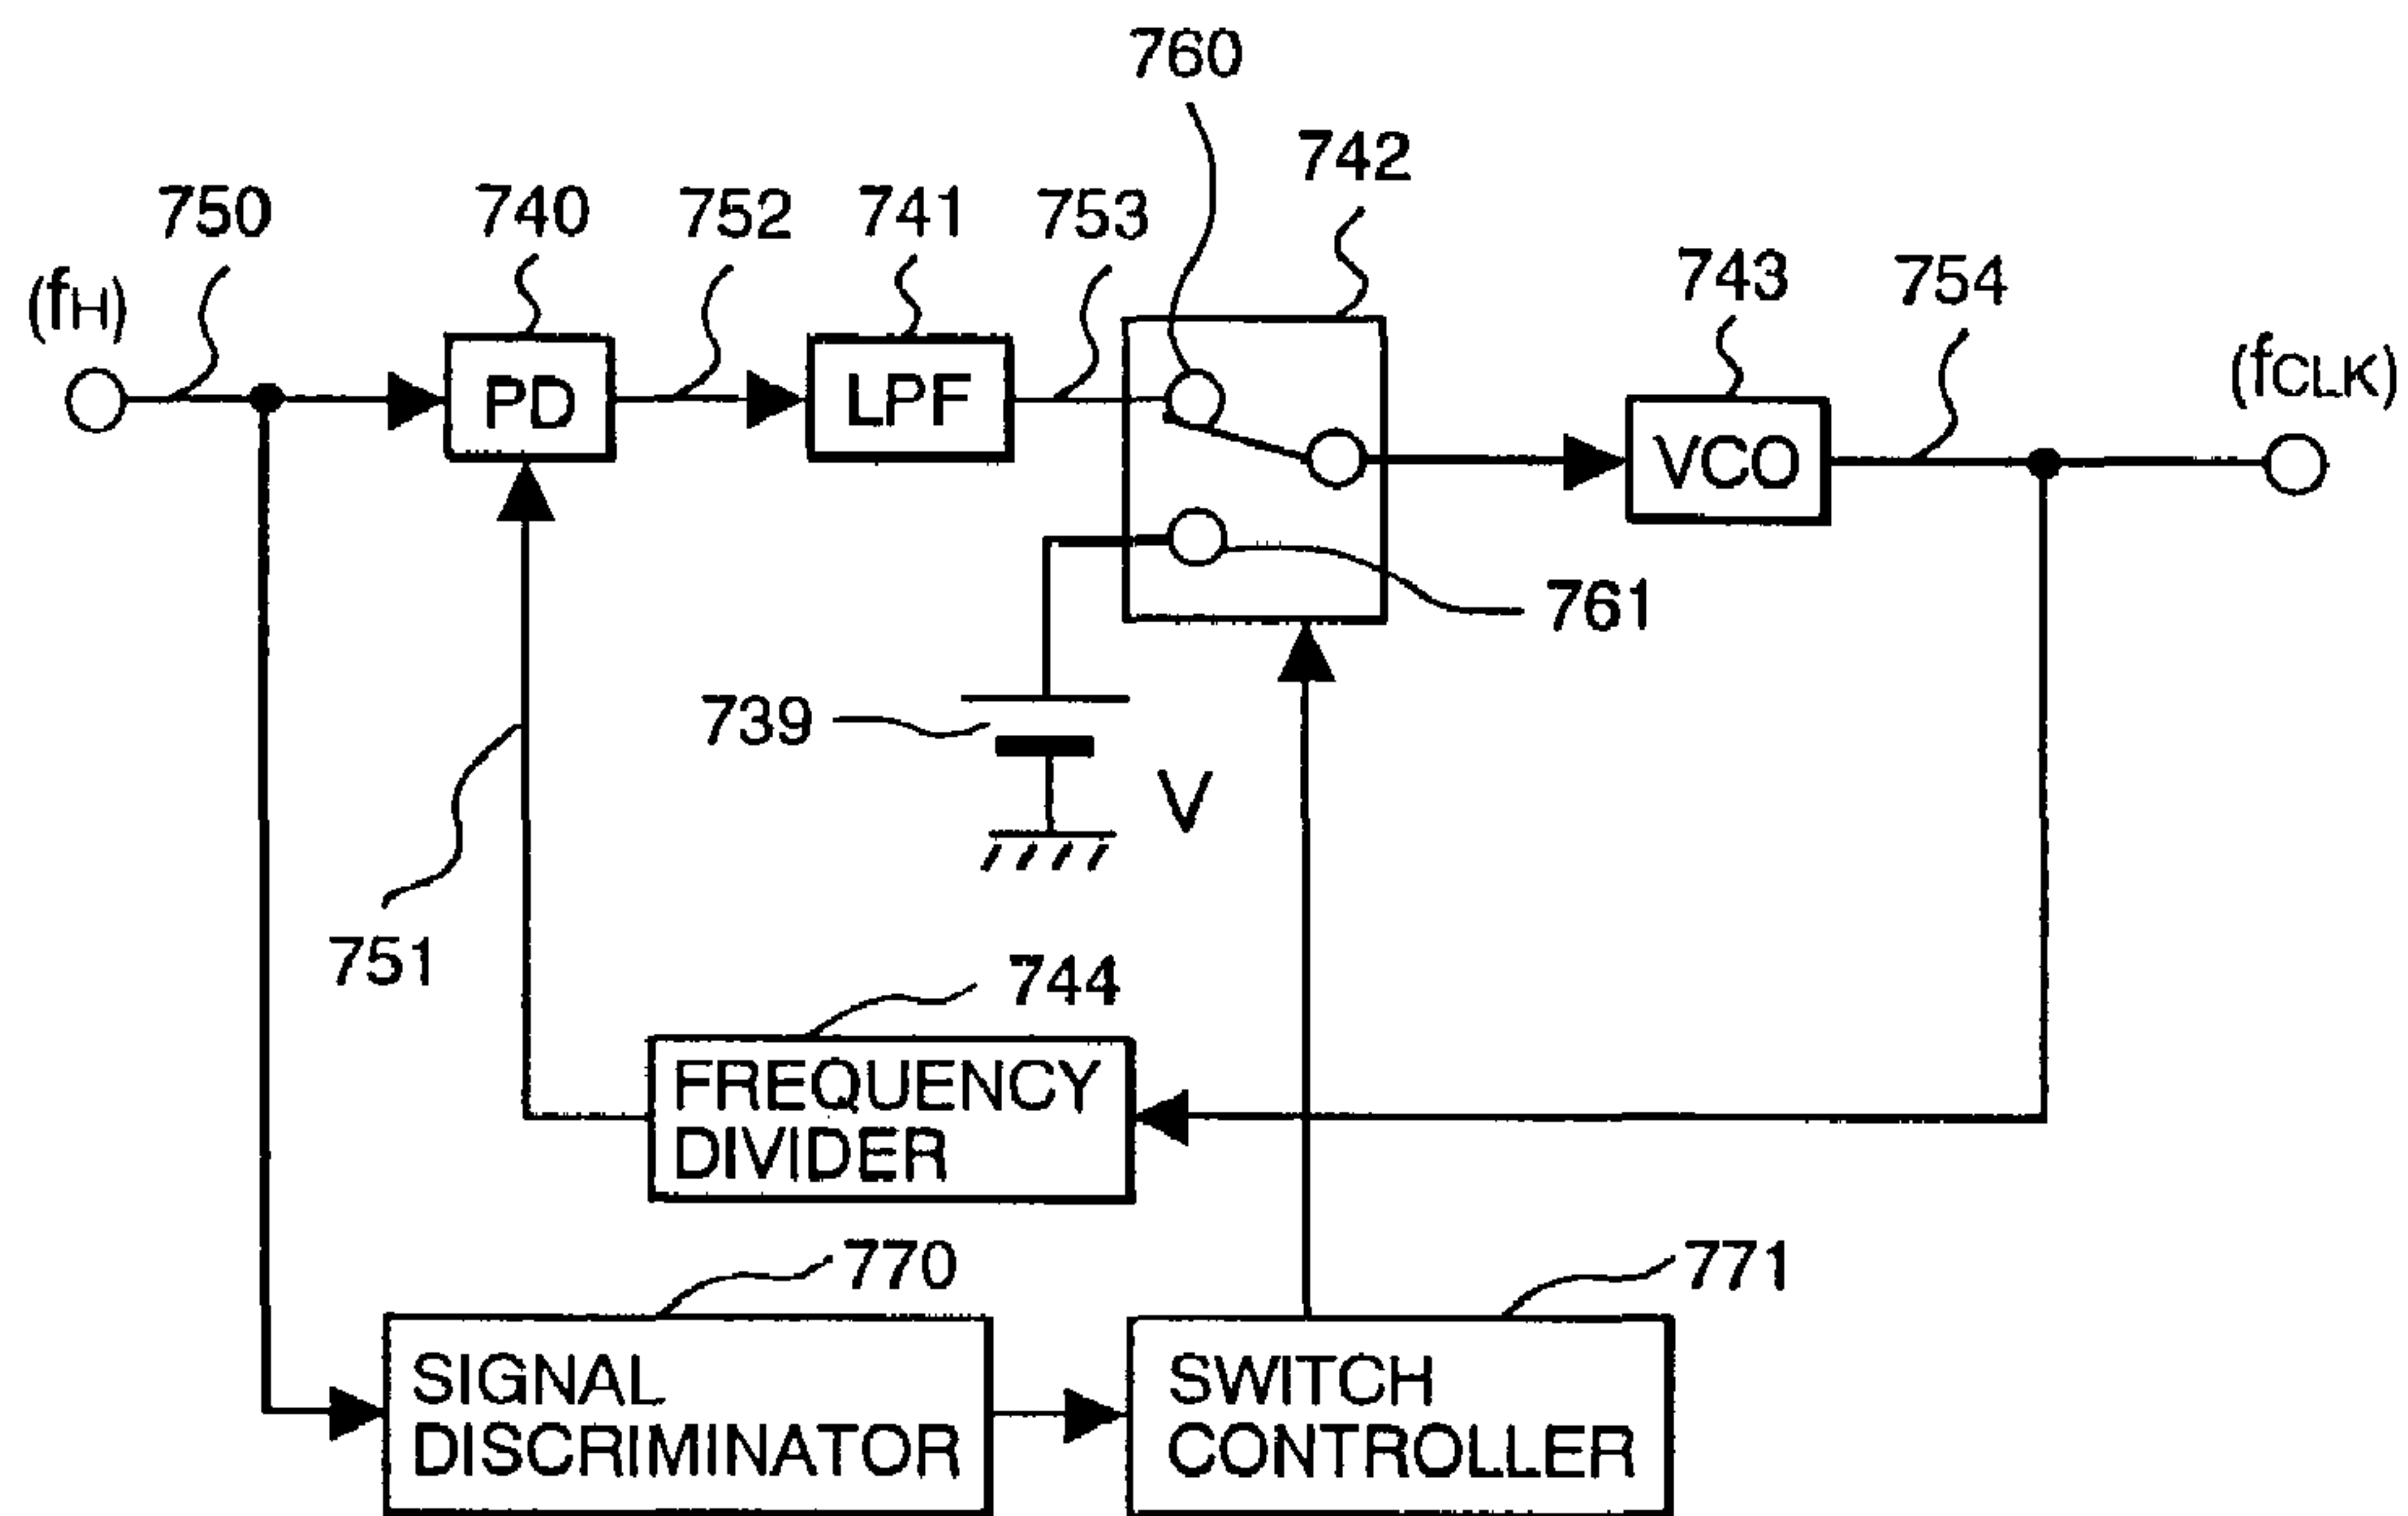 760
742
750
740
752
741
753
743
754
(fH)
(fCLK)
PD
LPF
VCO
761
739
V
751
744
FREQUENCY
DIVIDER
770
771
SIGNAL
DISCRIMINATOR
SWITCH
CONTROLLER